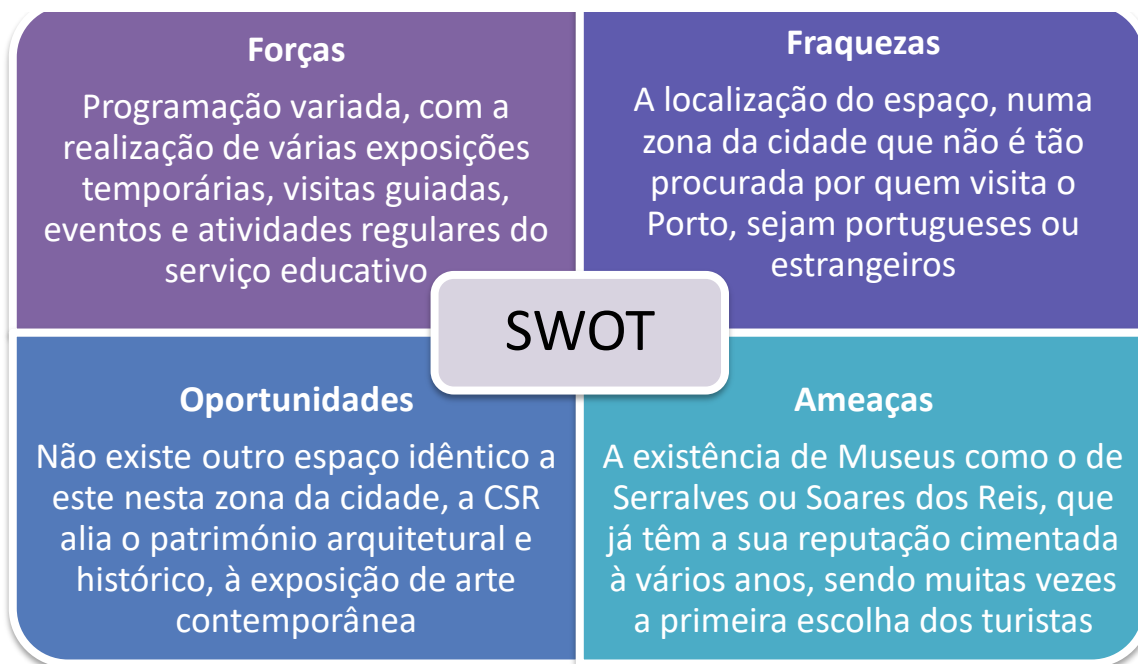 Forças
Programação variada, com a
realização de várias exposições
temporárias, visitas guiadas,
eventos e atividades regulares do
serviço educativo
Fraquezas
A localização do espaço, numa
zona da cidade que não é tão
procurada por quem visita o
Porto, sejam portugueses ou
estrangeiros
SWOT
Oportunidades
Não existe outro espaço idêntico a
este nesta zona da cidade, a CSR
alia o património arquitetural e
histórico, à exposição de arte
contemporânea
Ameaças
A existência de Museus como o de
Serralves ou Soares dos Reis, que
já têm a sua reputação cimentada
à vários anos, sendo muitas vezes
a primeira escolha dos turistas